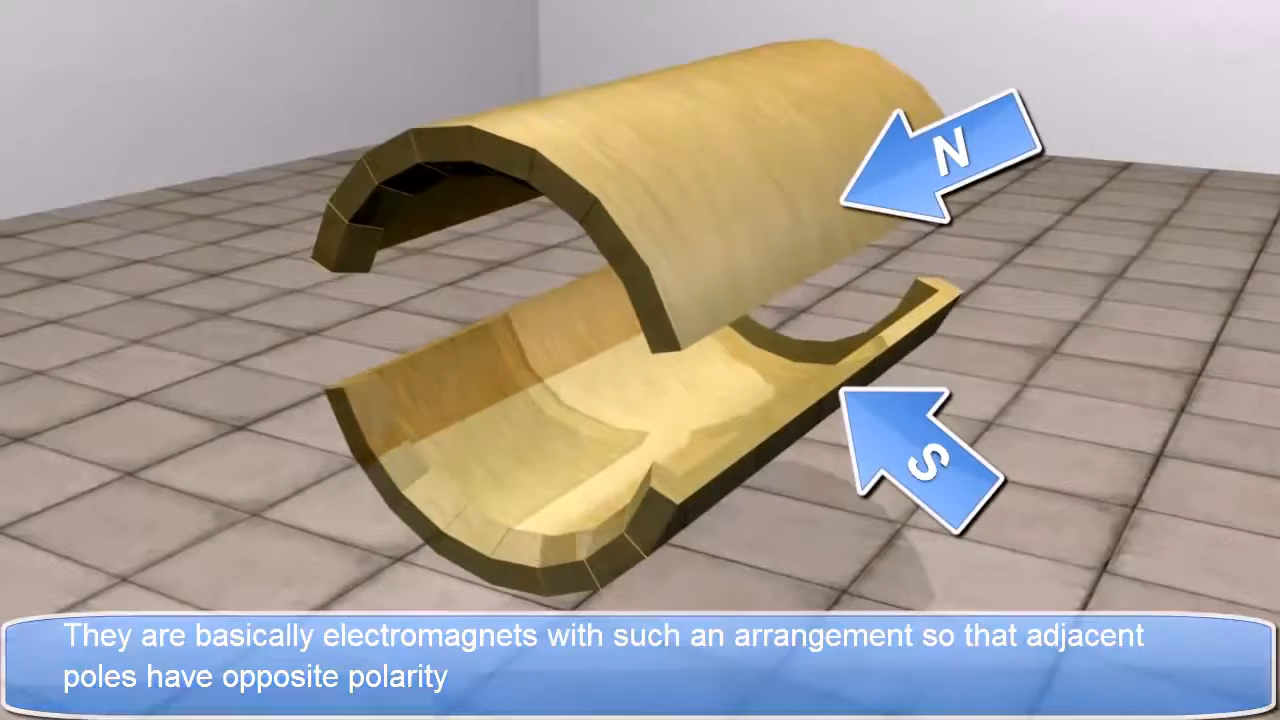 N
S
They are basically electromagnets with such an arrangement so that adjacent
poles have opposite polarity